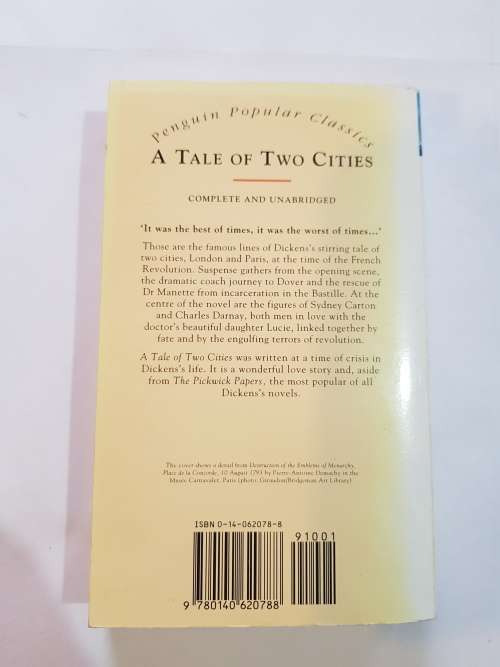 Penguin Popular Classics
A TALE OF TWO CITIES
COMPLETE AND UNABRIDGED
'It was the best of times, it was the worst of times...'
Those are the famous lines of Dickens's stirring tale of
two cities, London and Paris, at the time of the French
Revolution. Suspense gathers from the opening scene,
the dramatic coach journey to Dover and the rescue of
Dr Manette from incarceration in the Bastille. At the
centre of the novel are the figures of Sydney Carton
and Charles Darnay, both men in love with the
doctor's beautiful daughter Lucie, linked together by
fate and by the engulfing terrors of revolution.
A Tale of Two Cities was written at a time of crisis in
Dickens's life. It is a wonderful love story and, aside
from The Pickwick Papers, the most popular of all
Dickens's novels.
The cover shows a detail from Destruction of the Emblems of Monarchy,
Place de la Concorde, 10 August 1793 by Pierre-Antoine Demachy in the
Musée Carnavalet, Paris (photo: Giraudon/Bridgeman Art Library)
ISBN 0-14-062078-8
91001
9 780140 620788